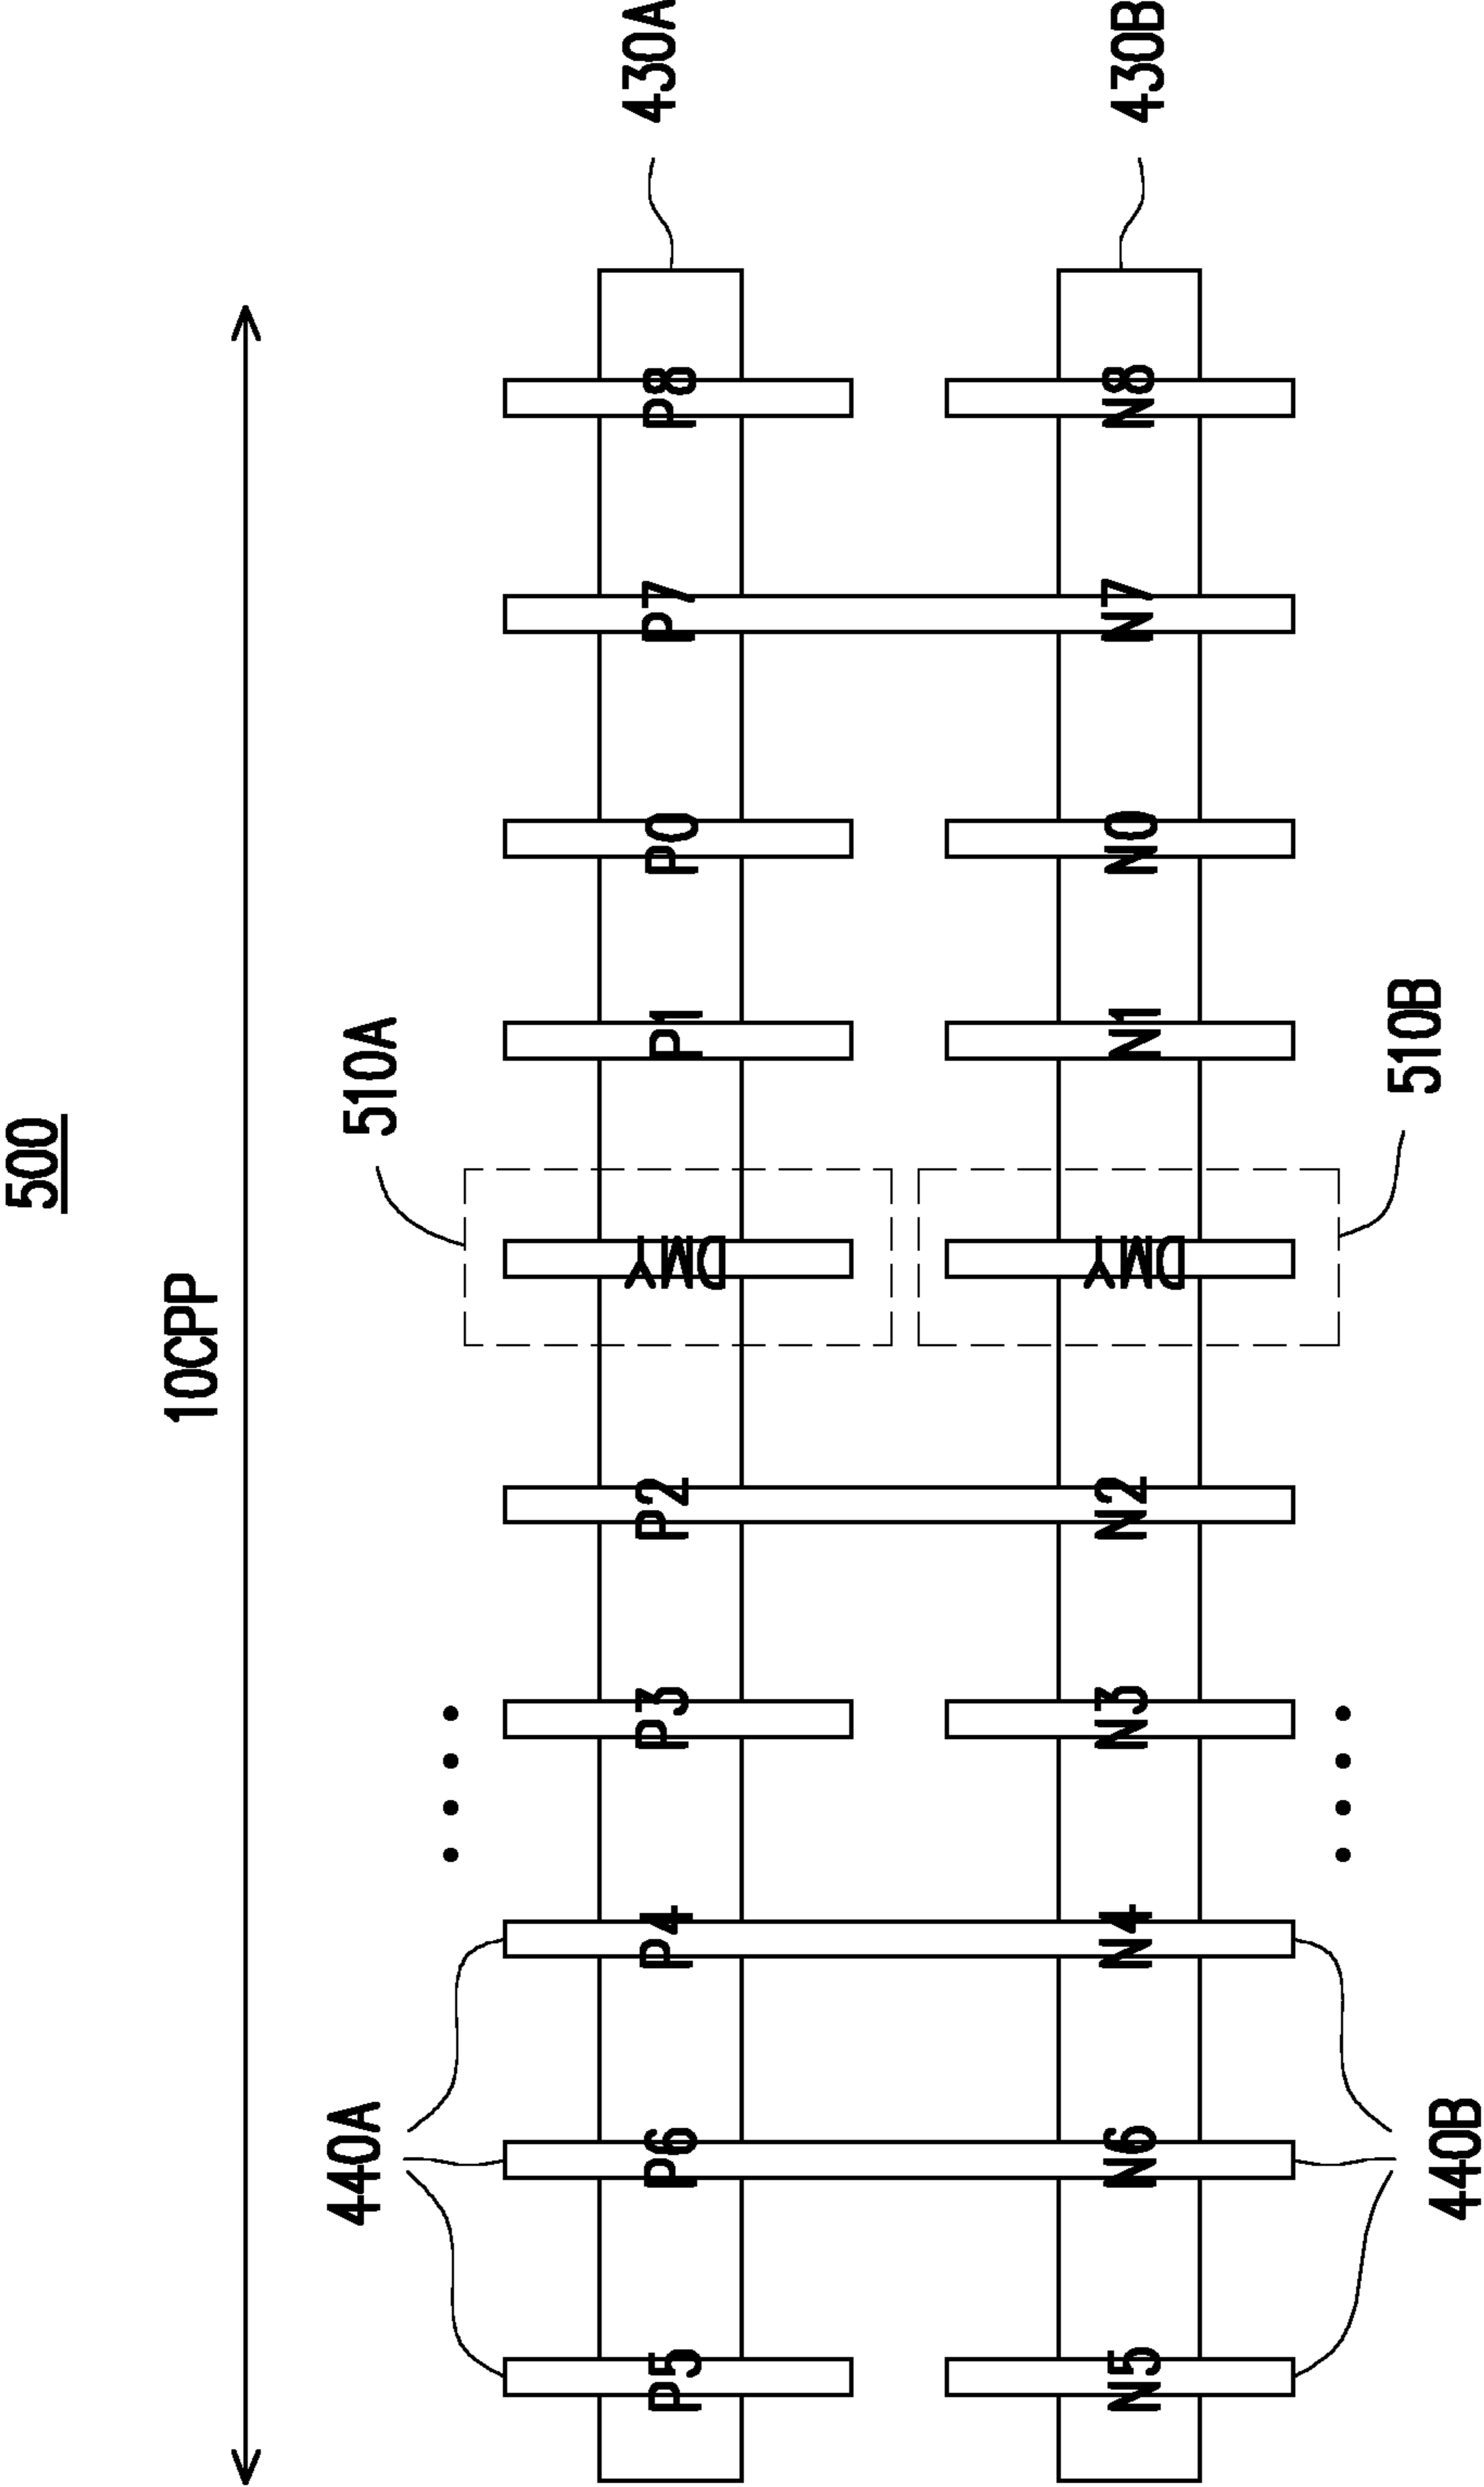 500
10CPP
440A 510A
P5 P6 P4 P3 P2 DMY P1 P0 P7 P8 430A
N5 N6 N4 N3 N2 DMY N1 N0 N7 N8 430B
440B 510B